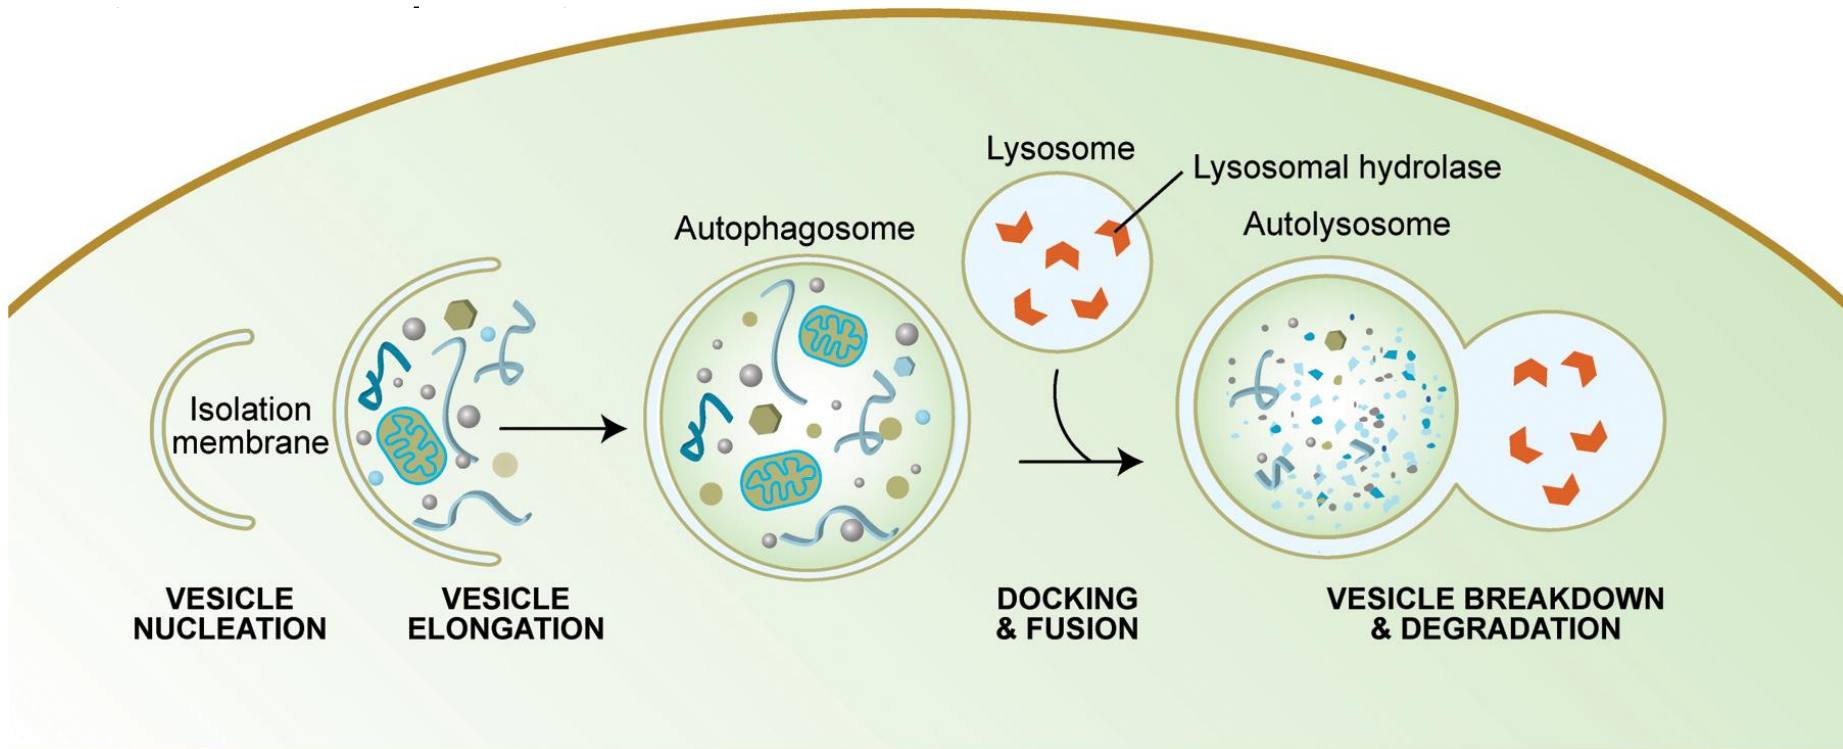 Lysosome
Lysosomal hydrolase
Autophagosome
Autolysosome
Isolation
membrane
VESICLE
NUCLEATION
VESICLE
ELONGATION
DOCKING
& FUSION
VESICLE BREAKDOWN
& DEGRADATION